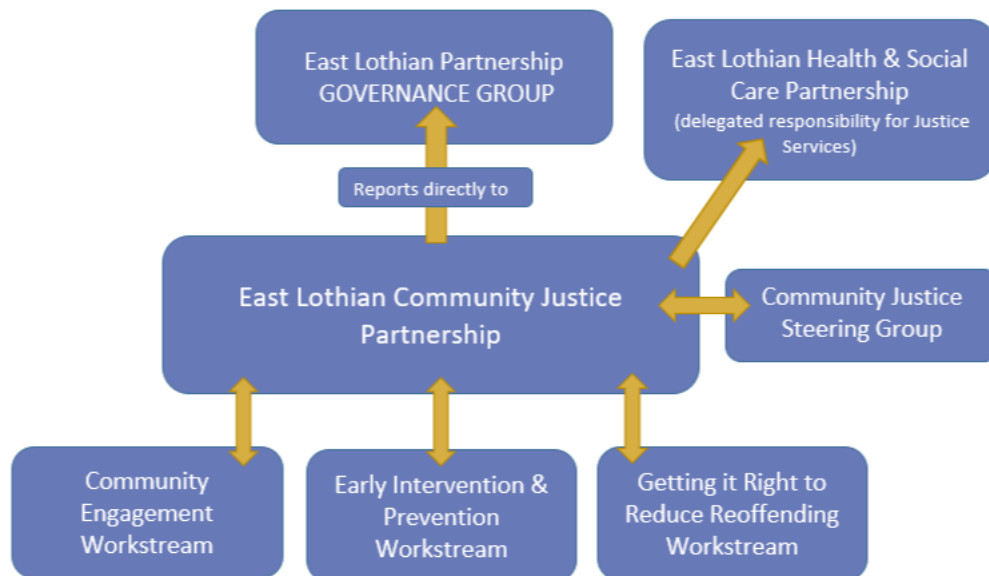 East Lothian Partnership
GOVERNANCE GROUP
East Lothian Health & Social
Care Partnership
(delegated responsibility for Justice
Services)
Reports directly to
East Lothian Community Justice
Partnership
Community Justice
Steering Group
Community
Engagement
Workstream
Early Intervention &
Prevention
Workstream
Getting it Right to
Reduce Reoffending
Workstream